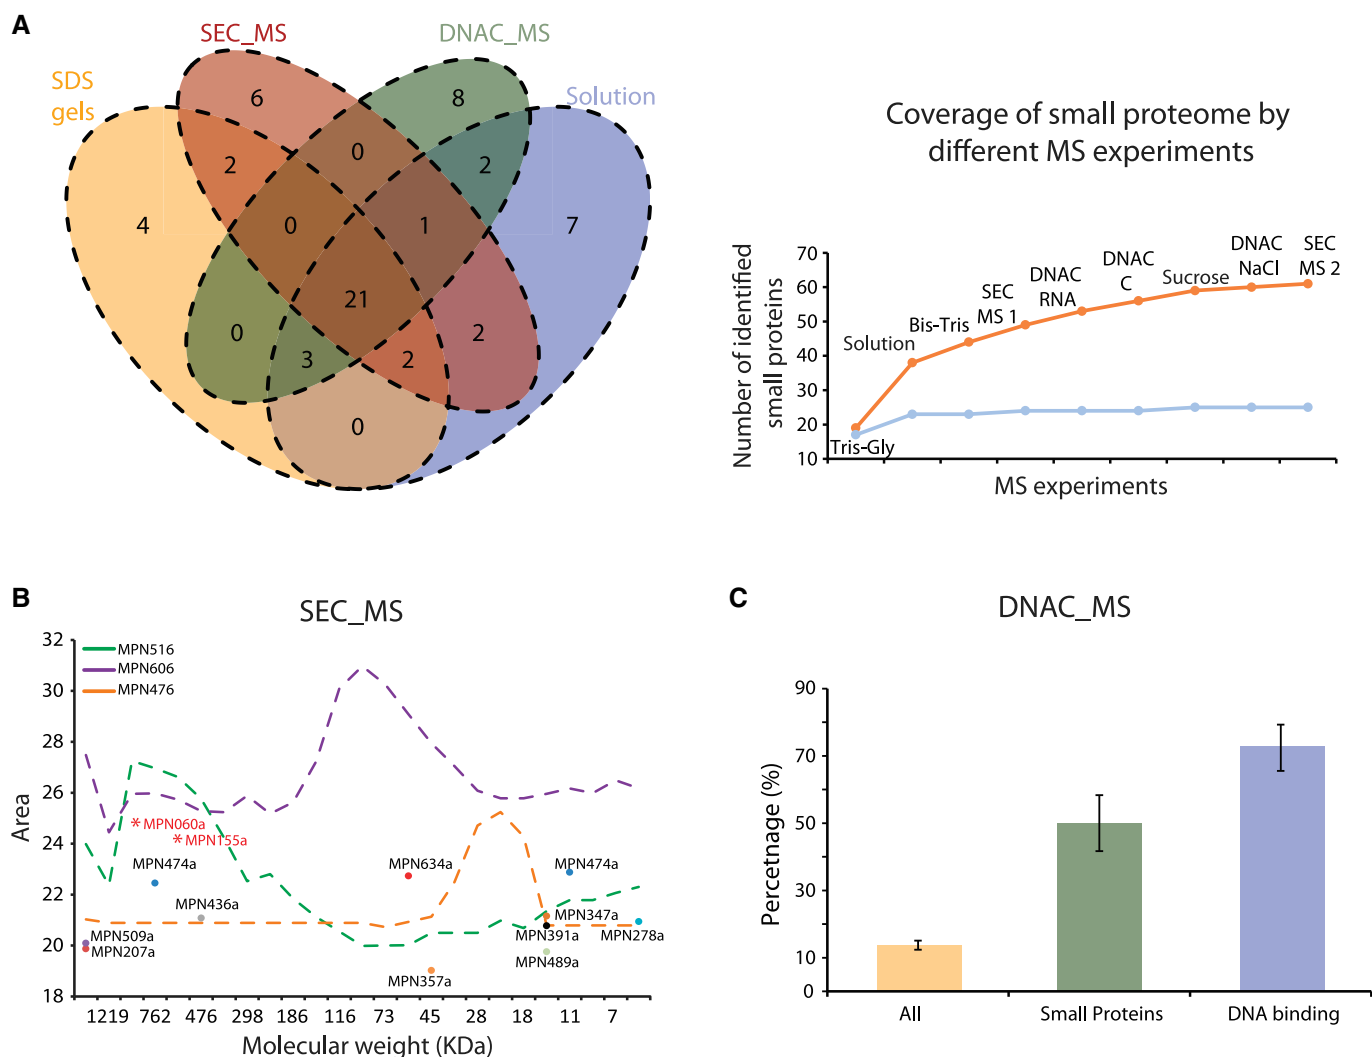 A
SEC_MS
DNAC_MS
SDS
gels
Solution
6
8
0
2
2
4
0
1
7
21
0
3
2
2
0
Coverage of small proteome by
different MS experiments
Number of identified
small proteins
70
60
50
40
30
20
10
Tris-Gly
Solution
Bis-Tris
SEC
MS 1
DNAC
RNA
DNAC
C
Sucrose
DNAC
NaCl
SEC
MS 2
MS experiments
B
SEC_MS
Area
32
30
28
26
24
22
20
18
MPN516
MPN606
MPN476
MPN060a
MPN155a
MPN474a
MPN436a
MPN509a
MPN207a
MPN634a
MPN357a
MPN474a
MPN347a
MPN391a
MPN489a
MPN278a
1219 762 476 298 186 116 73 45 28 18 11 7
Molecular weight (KDa)
C
DNAC_MS
Percetnage (%)
90
70
50
30
10
0
All
Small Proteins
DNA binding